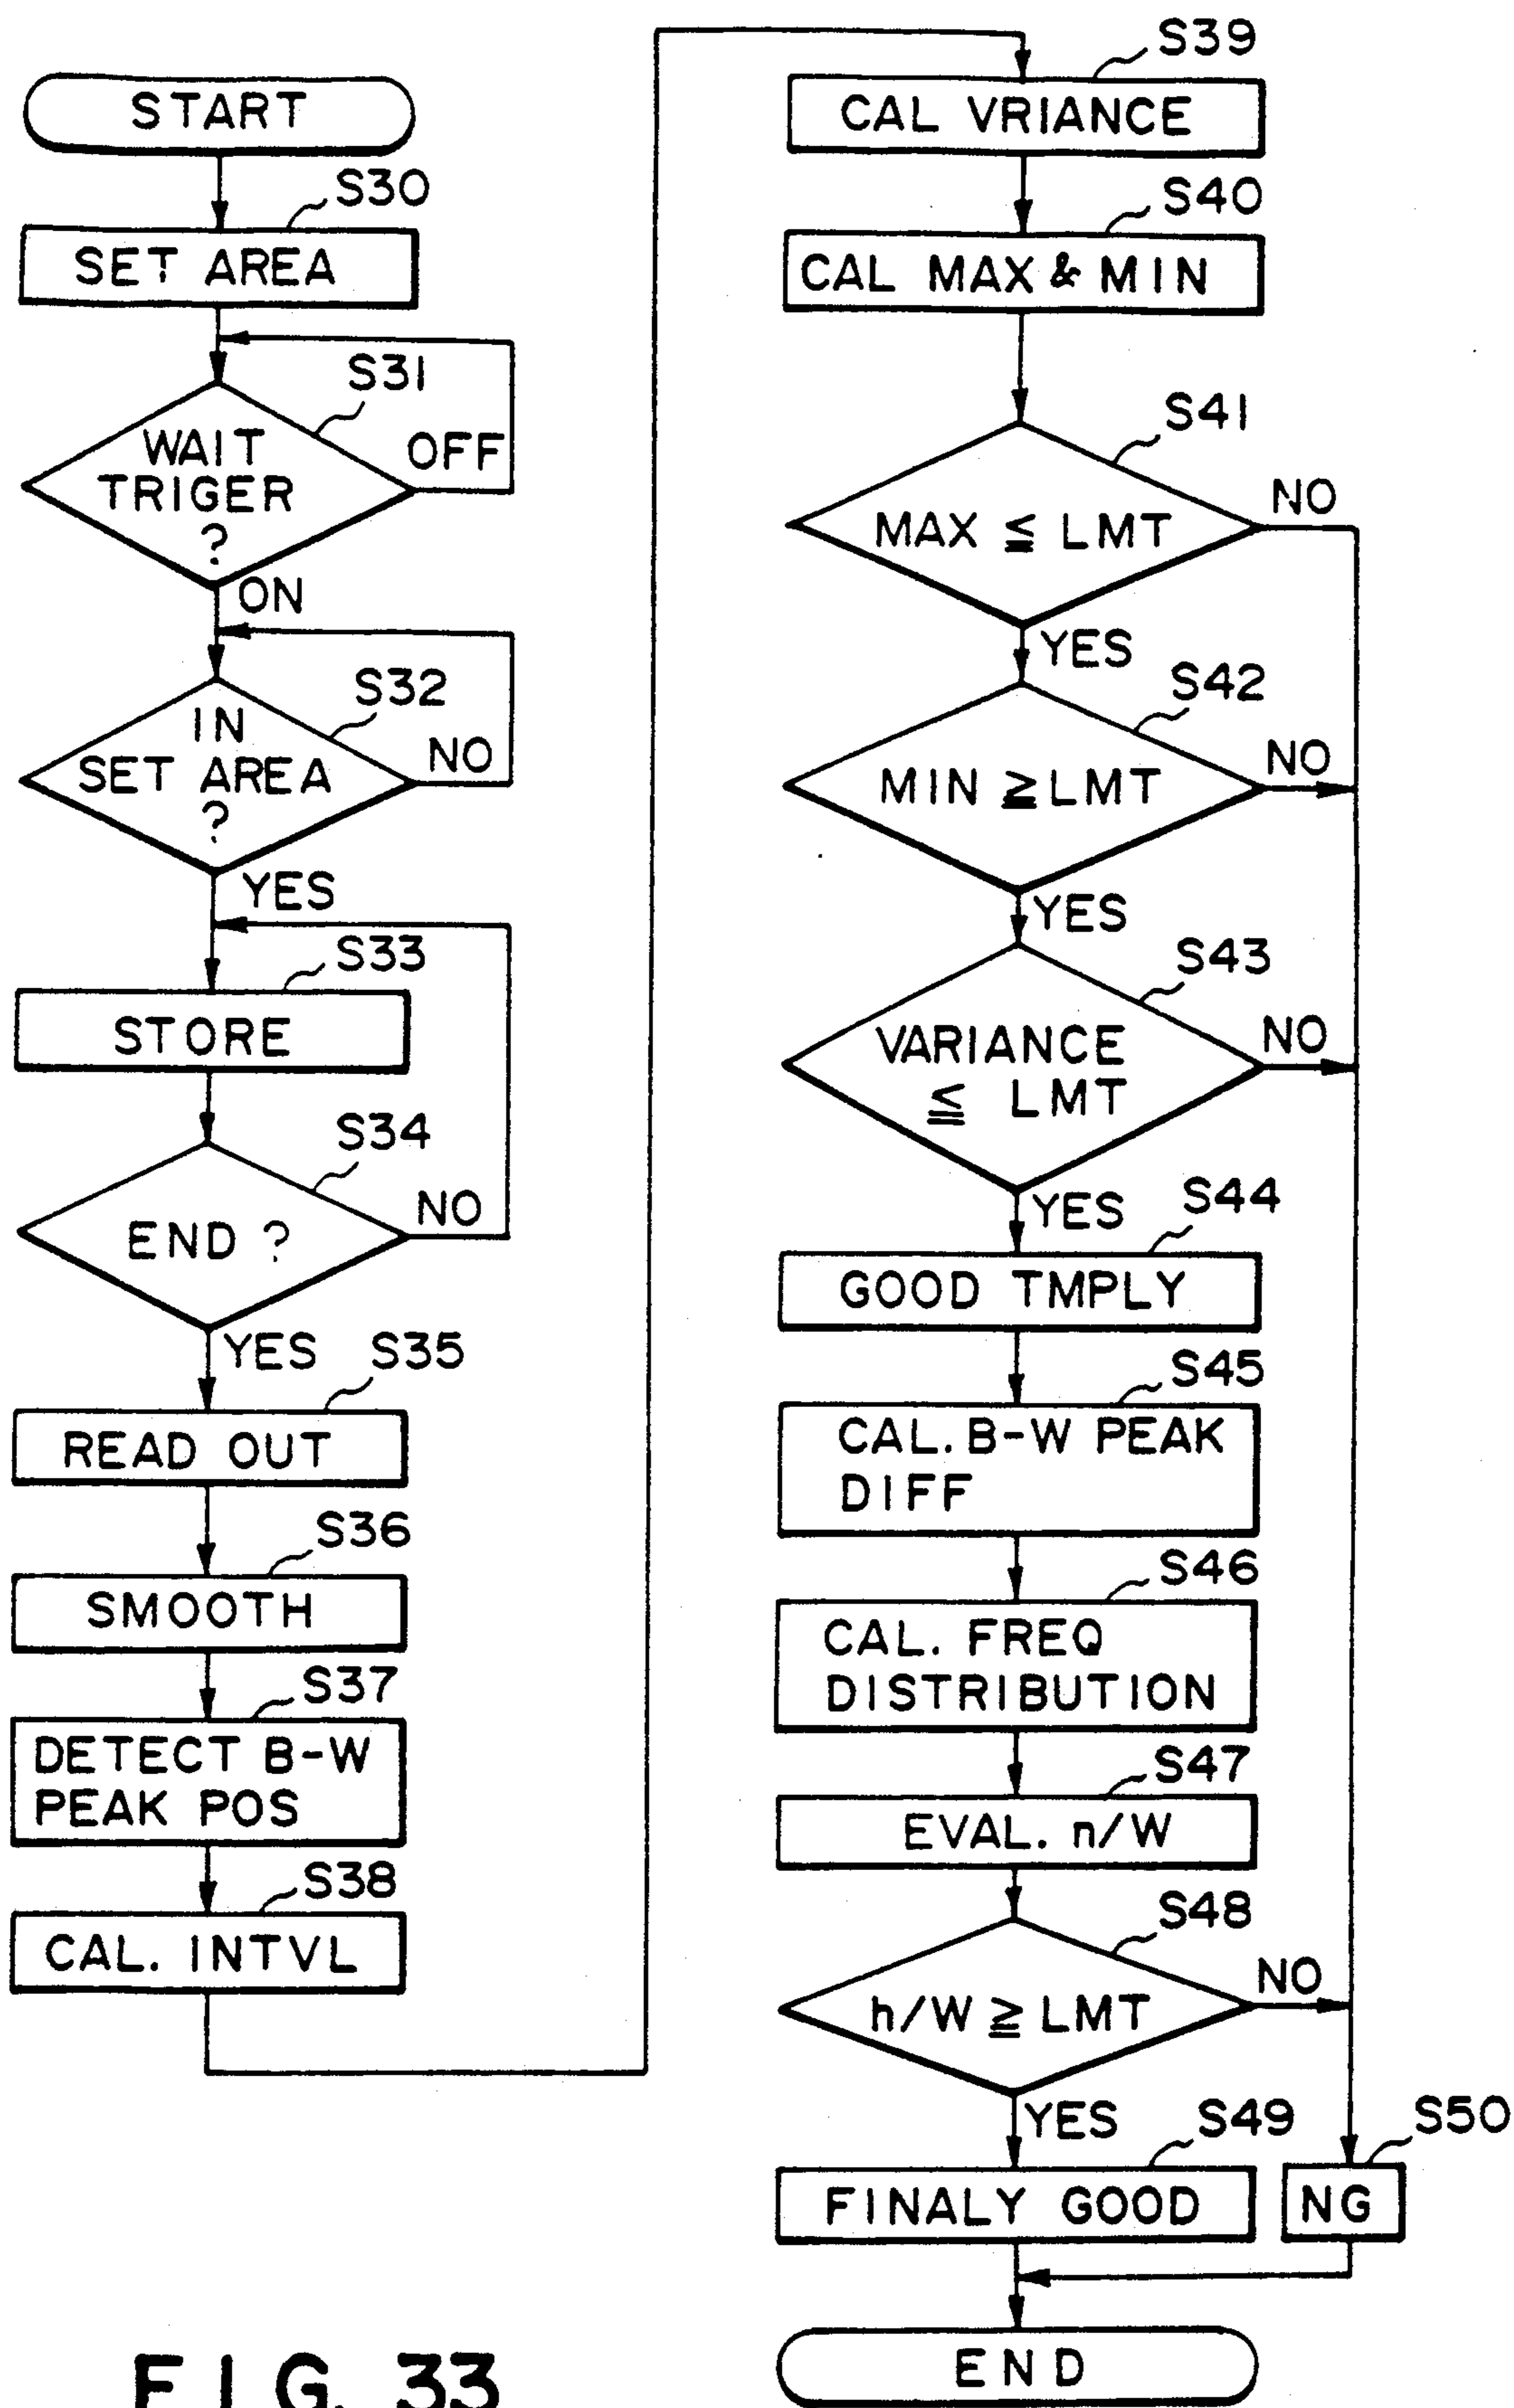 START
S30
SET AREA
S31
WAIT
TRIGER
?
OFF
ON
S32
IN
SET AREA
?
NO
YES
S33
STORE
S34
END ?
NO
YES
S35
READ OUT
S36
SMOOTH
S37
DETECT B-W
PEAK POS
S38
CAL. INTVL
S39
CAL VRIANCE
S40
CAL MAX & MIN
S41
MAX ≦ LMT
NO
YES
S42
MIN ≧ LMT
NO
YES
S43
VARIANCE
≦ LMT
NO
YES
S44
GOOD TMPLY
S45
CAL. B-W PEAK
DIFF
S46
CAL. FREQ
DISTRIBUTION
S47
EVAL. n/W
S48
h/W ≧ LMT
NO
YES
S49
FINALY GOOD
S50
NG
END
FIG. 33